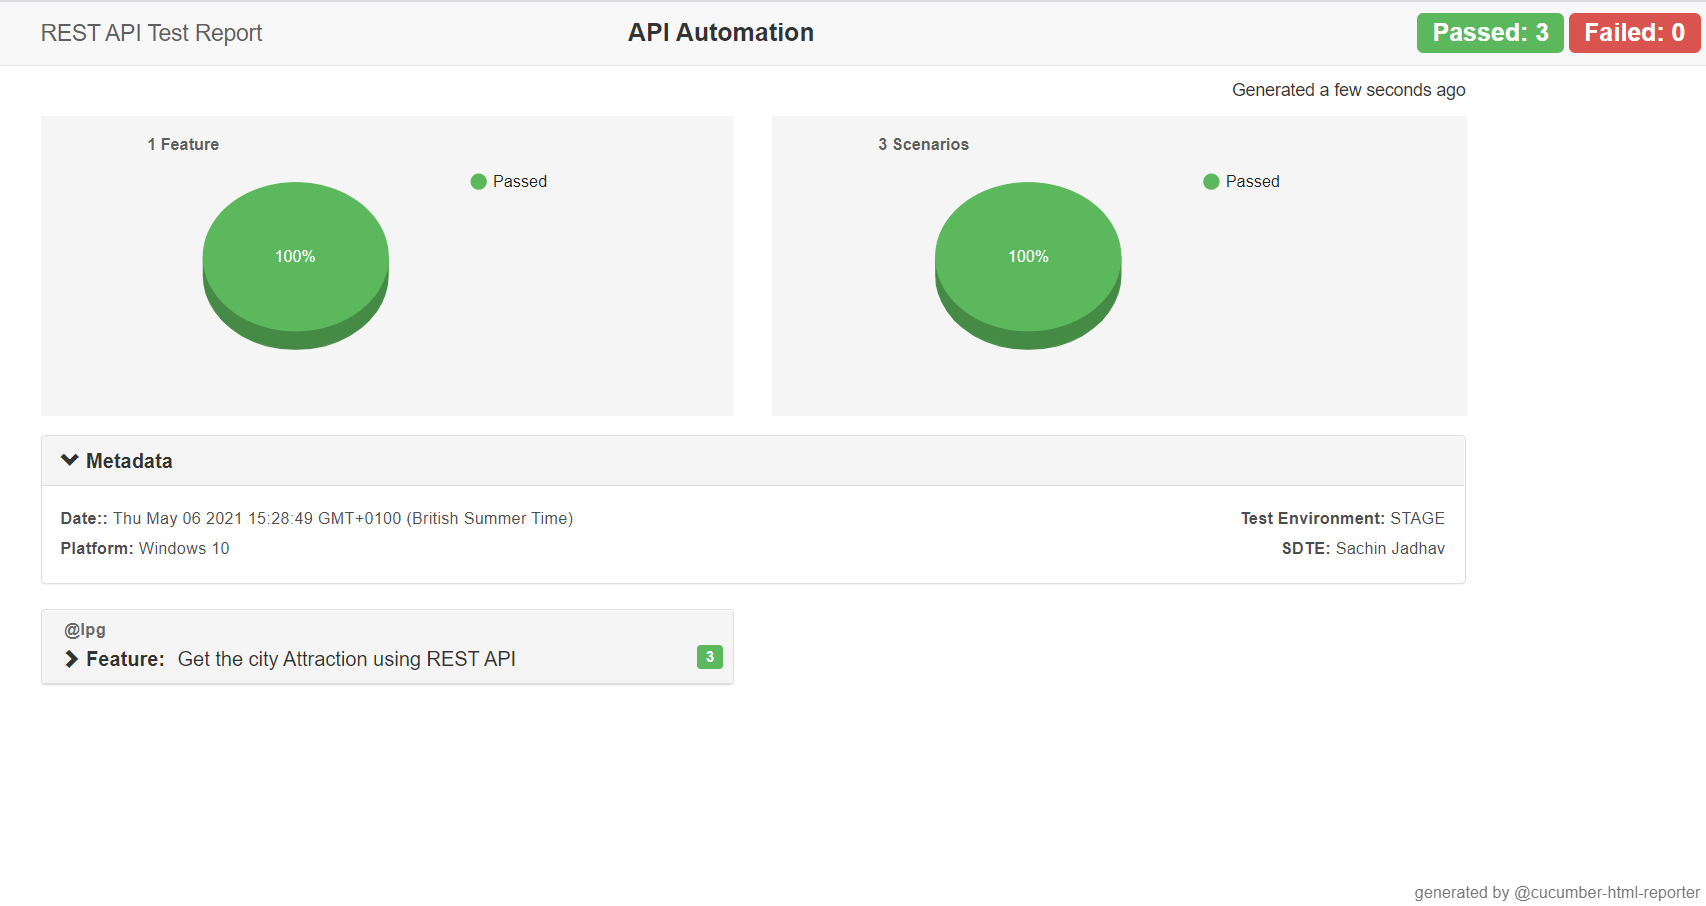 REST API Test Report
API Automation
Passed: 3
Failed: 0
Generated a few seconds ago
1 Feature
Passed
100%
3 Scenarios
Passed
100%
Metadata
Date:: Thu May 06 2021 15:28:49 GMT+0100 (British Summer Time)
Test Environment: STAGE
Platform: Windows 10
SDTE: Sachin Jadhav
@lpg
Feature: Get the city Attraction using REST API
3
generated by @cucumber-html-reporter